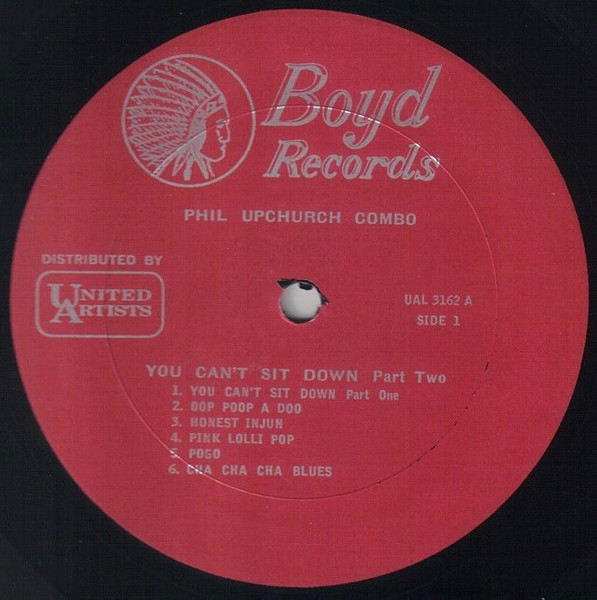 Boyd
Records
PHIL UPCHURCH COMBO
DISTRIBUTED BY
UNITED
ARTISTS
UAL 3162 A
SIDE 1
YOU CAN'T SIT DOWN Part Two
1. YOU CAN'T SIT DOWN Part One
2. OOP POOP A DOO
3. HONEST INJUN
4. PINK LOLLI POP
5. POGO
6. CHA CHA CHA BLUES